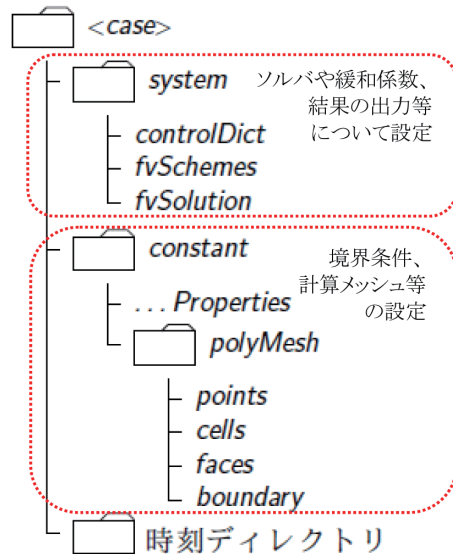 <case>
system
ソルバや緩和係数、
結果の出力等
について設定
controlDict
fvSchemes
fvSolution
constant
境界条件、
計算メッシュ等
の設定
...Properties
polyMesh
points
cells
faces
boundary
時刻ディレクトリ